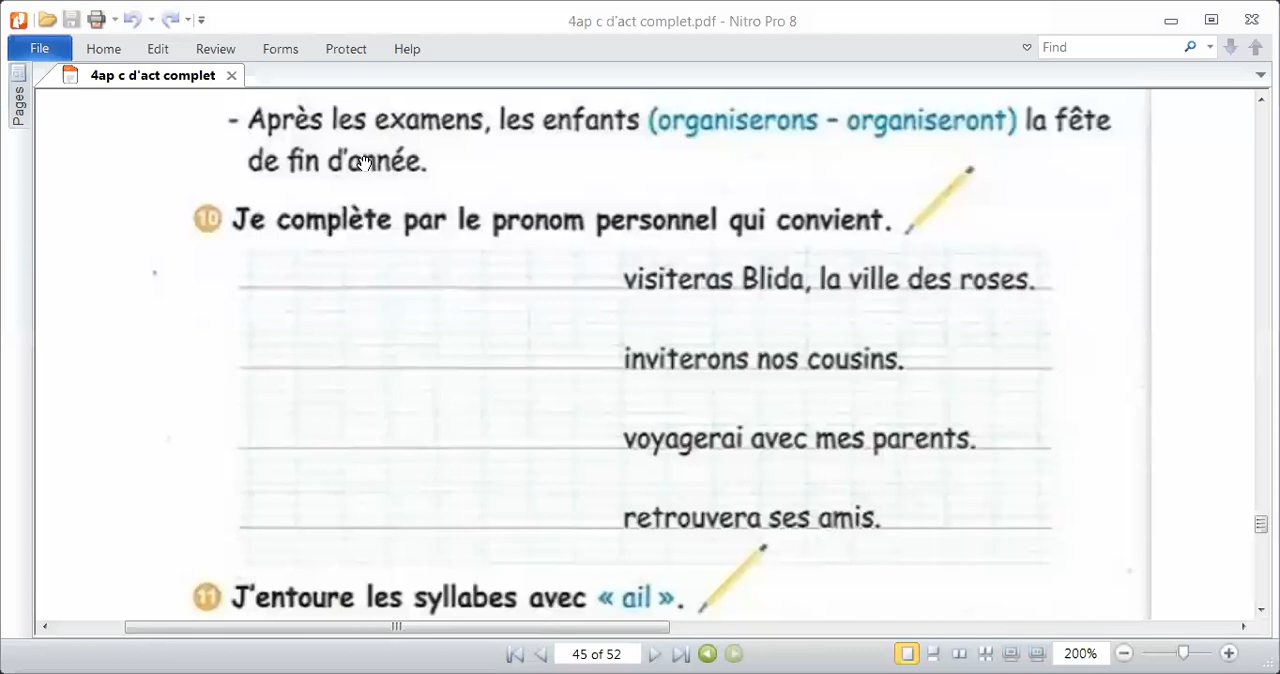 4ap c d'act complet.pdf - Nitro Pro 8
File Home Edit Review Forms Protect Help
Find
4ap c d'act complet
Pages
- Après les examens, les enfants (organiserons - organiseront) la fête
de fin d'année.
10 Je complète par le pronom personnel qui convient.
visiteras Blida, la ville des roses.
inviterons nos cousins.
voyagerai avec mes parents.
retrouvera ses amis.
11 J'entoure les syllabes avec « ail ».
45 of 52
200%